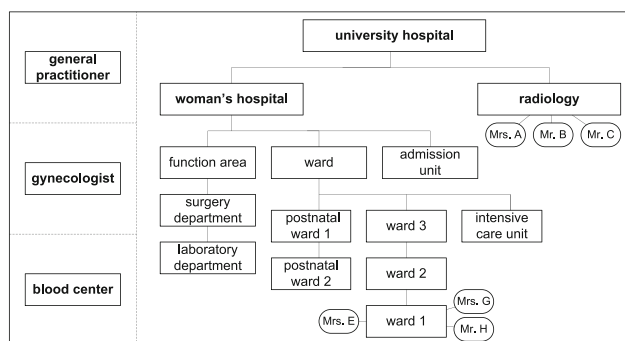 general
practitioner
gynecologist
blood center
university hospital
woman's hospital
radiology
Mrs. A
Mr. B
Mr. C
function area
ward
admission
unit
surgery
department
postnatal
ward 1
ward 3
intensive
care unit
laboratory
department
postnatal
ward 2
ward 2
Mrs. E
ward 1
Mrs. G
Mr. H